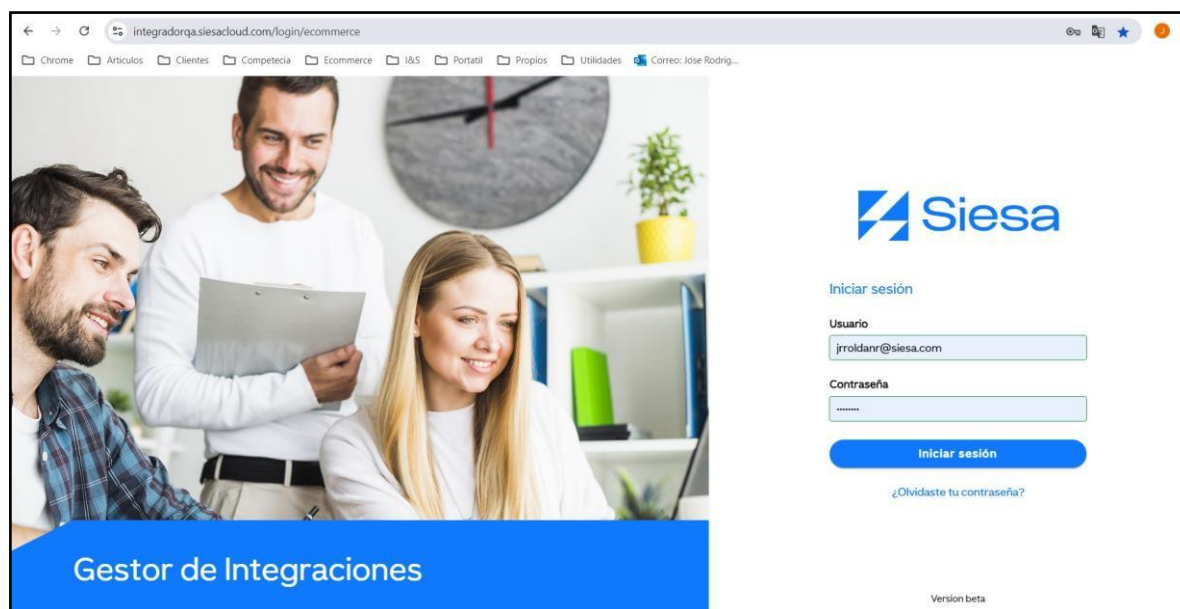 integradorqa.siesacloud.com/login/ecommerce
Chrome Articulos Clientes Competecia Ecommerce I&S Portatil Propios Utilidades Correo: Jose Rodrig...
Siesa
Iniciar sesión
Usuario
jrroldanr@siesa.com
Contraseña
........
Iniciar sesión
¿Olvidaste tu contraseña?
Gestor de Integraciones
Version beta